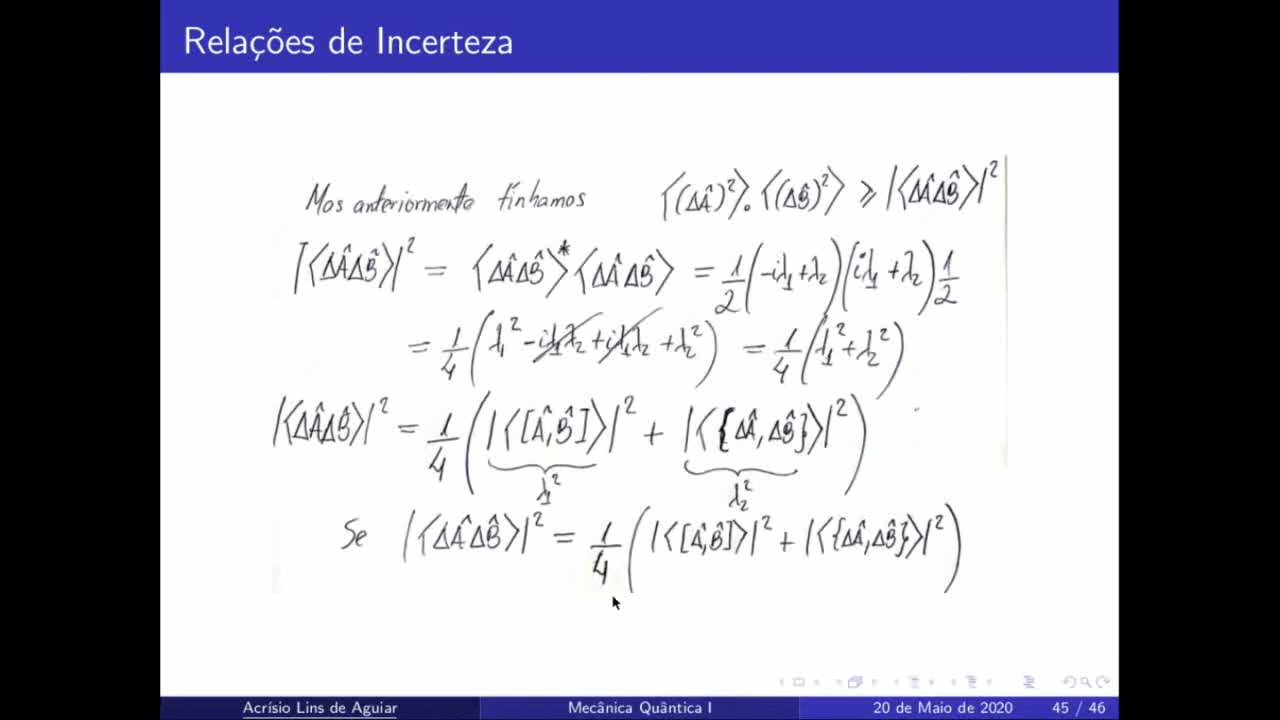 Relações de Incerteza
Mas anteriormente tínhamos ⟨(ΔÂ)²⟩.⟨(ΔB̂)²⟩ ⩾ |⟨ΔÂΔB̂⟩|²
|⟨ΔÂΔB̂⟩|² = ⟨ΔÂΔB̂⟩*⟨ΔÂΔB̂⟩ = 1/2(-iλ₁+λ₂)(iλ₁+λ₂)1/2
= 1/4(λ₁² -iλ₁λ₂+iλ₁λ₂ +λ₂²) = 1/4(λ₁²+λ₂²)
|⟨ΔÂΔB̂⟩|² = 1/4(|⟨[Â,B̂]⟩|² + |⟨{ΔÂ,ΔB̂}⟩|²)
λ₁² λ₂²
Se |⟨ΔÂΔB̂⟩|² = 1/4(|⟨[Â,B̂]⟩|² + |⟨{ΔÂ,ΔB̂}⟩|²)
Acrísio Lins de Aguiar Mecânica Quântica I 20 de Maio de 2020 45 / 46